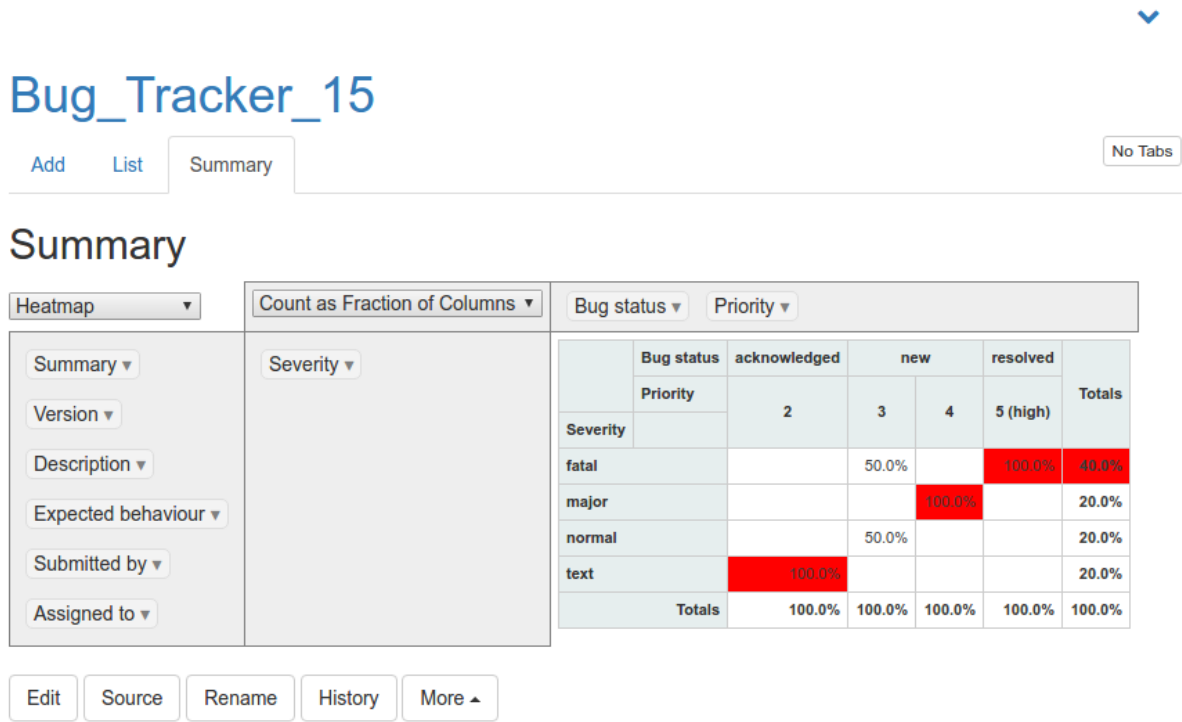 Bug_Tracker_15
Add List Summary No Tabs
Summary
Heatmap ▼ Count as Fraction of Columns ▼ Bug status ▾ Priority ▾
Summary ▾ Severity ▾
Version ▾
Description ▾
Expected behaviour ▾
Submitted by ▾
Assigned to ▾
Bug status acknowledged new resolved Totals
Priority 2 3 4 5 (high)
Severity
fatal 50.0% 100.0% 40.0%
major 100.0% 20.0%
normal 50.0% 20.0%
text 100.0% 20.0%
Totals 100.0% 100.0% 100.0% 100.0% 100.0%
Edit Source Rename History More